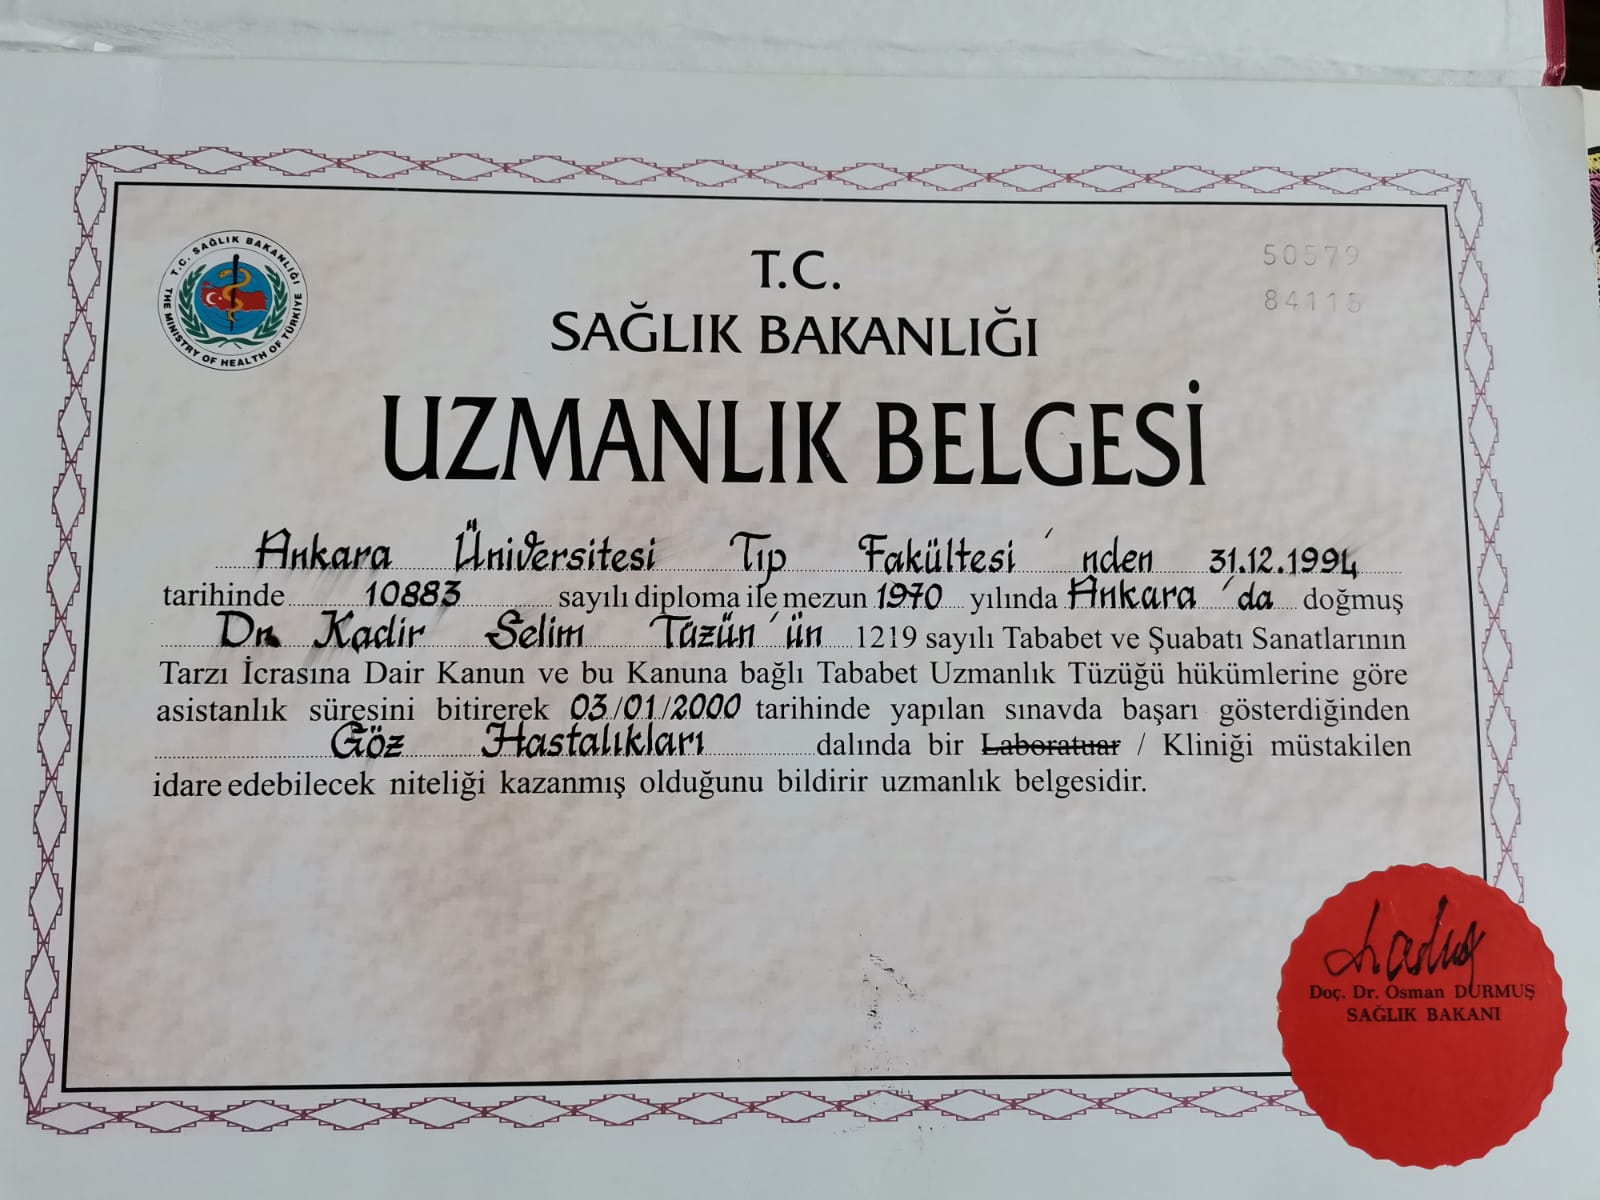 T.C. SAĞLIK BAKANLIĞI
THE MINISTRY OF HEALTH OF TÜRKİYE
50579
84115
T.C.
SAĞLIK BAKANLIĞI
UZMANLIK BELGESİ
Ankara Üniversitesi Tıp Fakültesi ' nden 31.12.1994
tarihinde 10883 sayılı diploma ile mezun 1970 yılında Ankara 'da doğmuş
Dr. Kadir Selim Tüzün'ün 1219 sayılı Tababet ve Şuabatı Sanatlarının
Tarzı İcrasına Dair Kanun ve bu Kanuna bağlı Tababet Uzmanlık Tüzüğü hükümlerine göre
asistanlık süresini bitirerek 03/01/2000 tarihinde yapılan sınavda başarı gösterdiğinden
Göz Hastalıkları dalında bir Laboratuar / Kliniği müstakilen
idare edebilecek niteliği kazanmış olduğunu bildirir uzmanlık belgesidir.
Doç. Dr. Osman DURMUŞ
SAĞLIK BAKANI